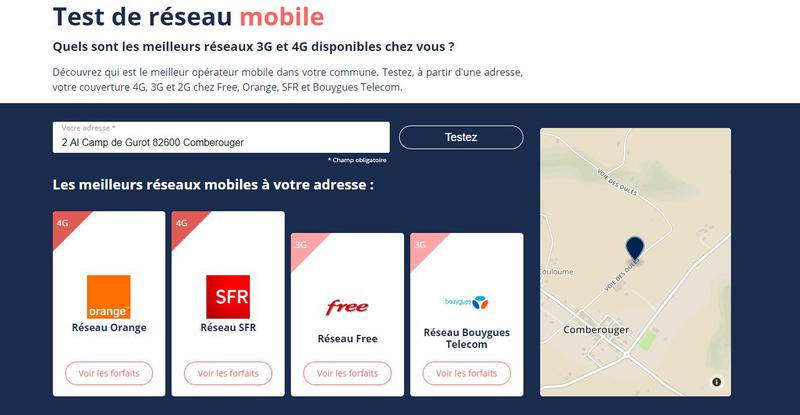 Test de réseau mobile
Quels sont les meilleurs réseaux 3G et 4G disponibles chez vous ?
Découvrez qui est le meilleur opérateur mobile dans votre commune. Testez, à partir d'une adresse,
votre couverture 4G, 3G et 2G chez Free, Orange, SFR et Bouygues Telecom.
Votre adresse *
2 Al Camp de Gurot 82600 Comberouger
Testez
* Champ obligatoire
Les meilleurs réseaux mobiles à votre adresse :
4G
orange
Réseau Orange
Voir les forfaits
4G
SFR
Réseau SFR
Voir les forfaits
3G
free
Réseau Free
Voir les forfaits
3G
bouygues
Réseau Bouygues
Telecom
Voir les forfaits
VOIE DES OULÈS
VOIE DES OULÈS
Couloume
Comberouger